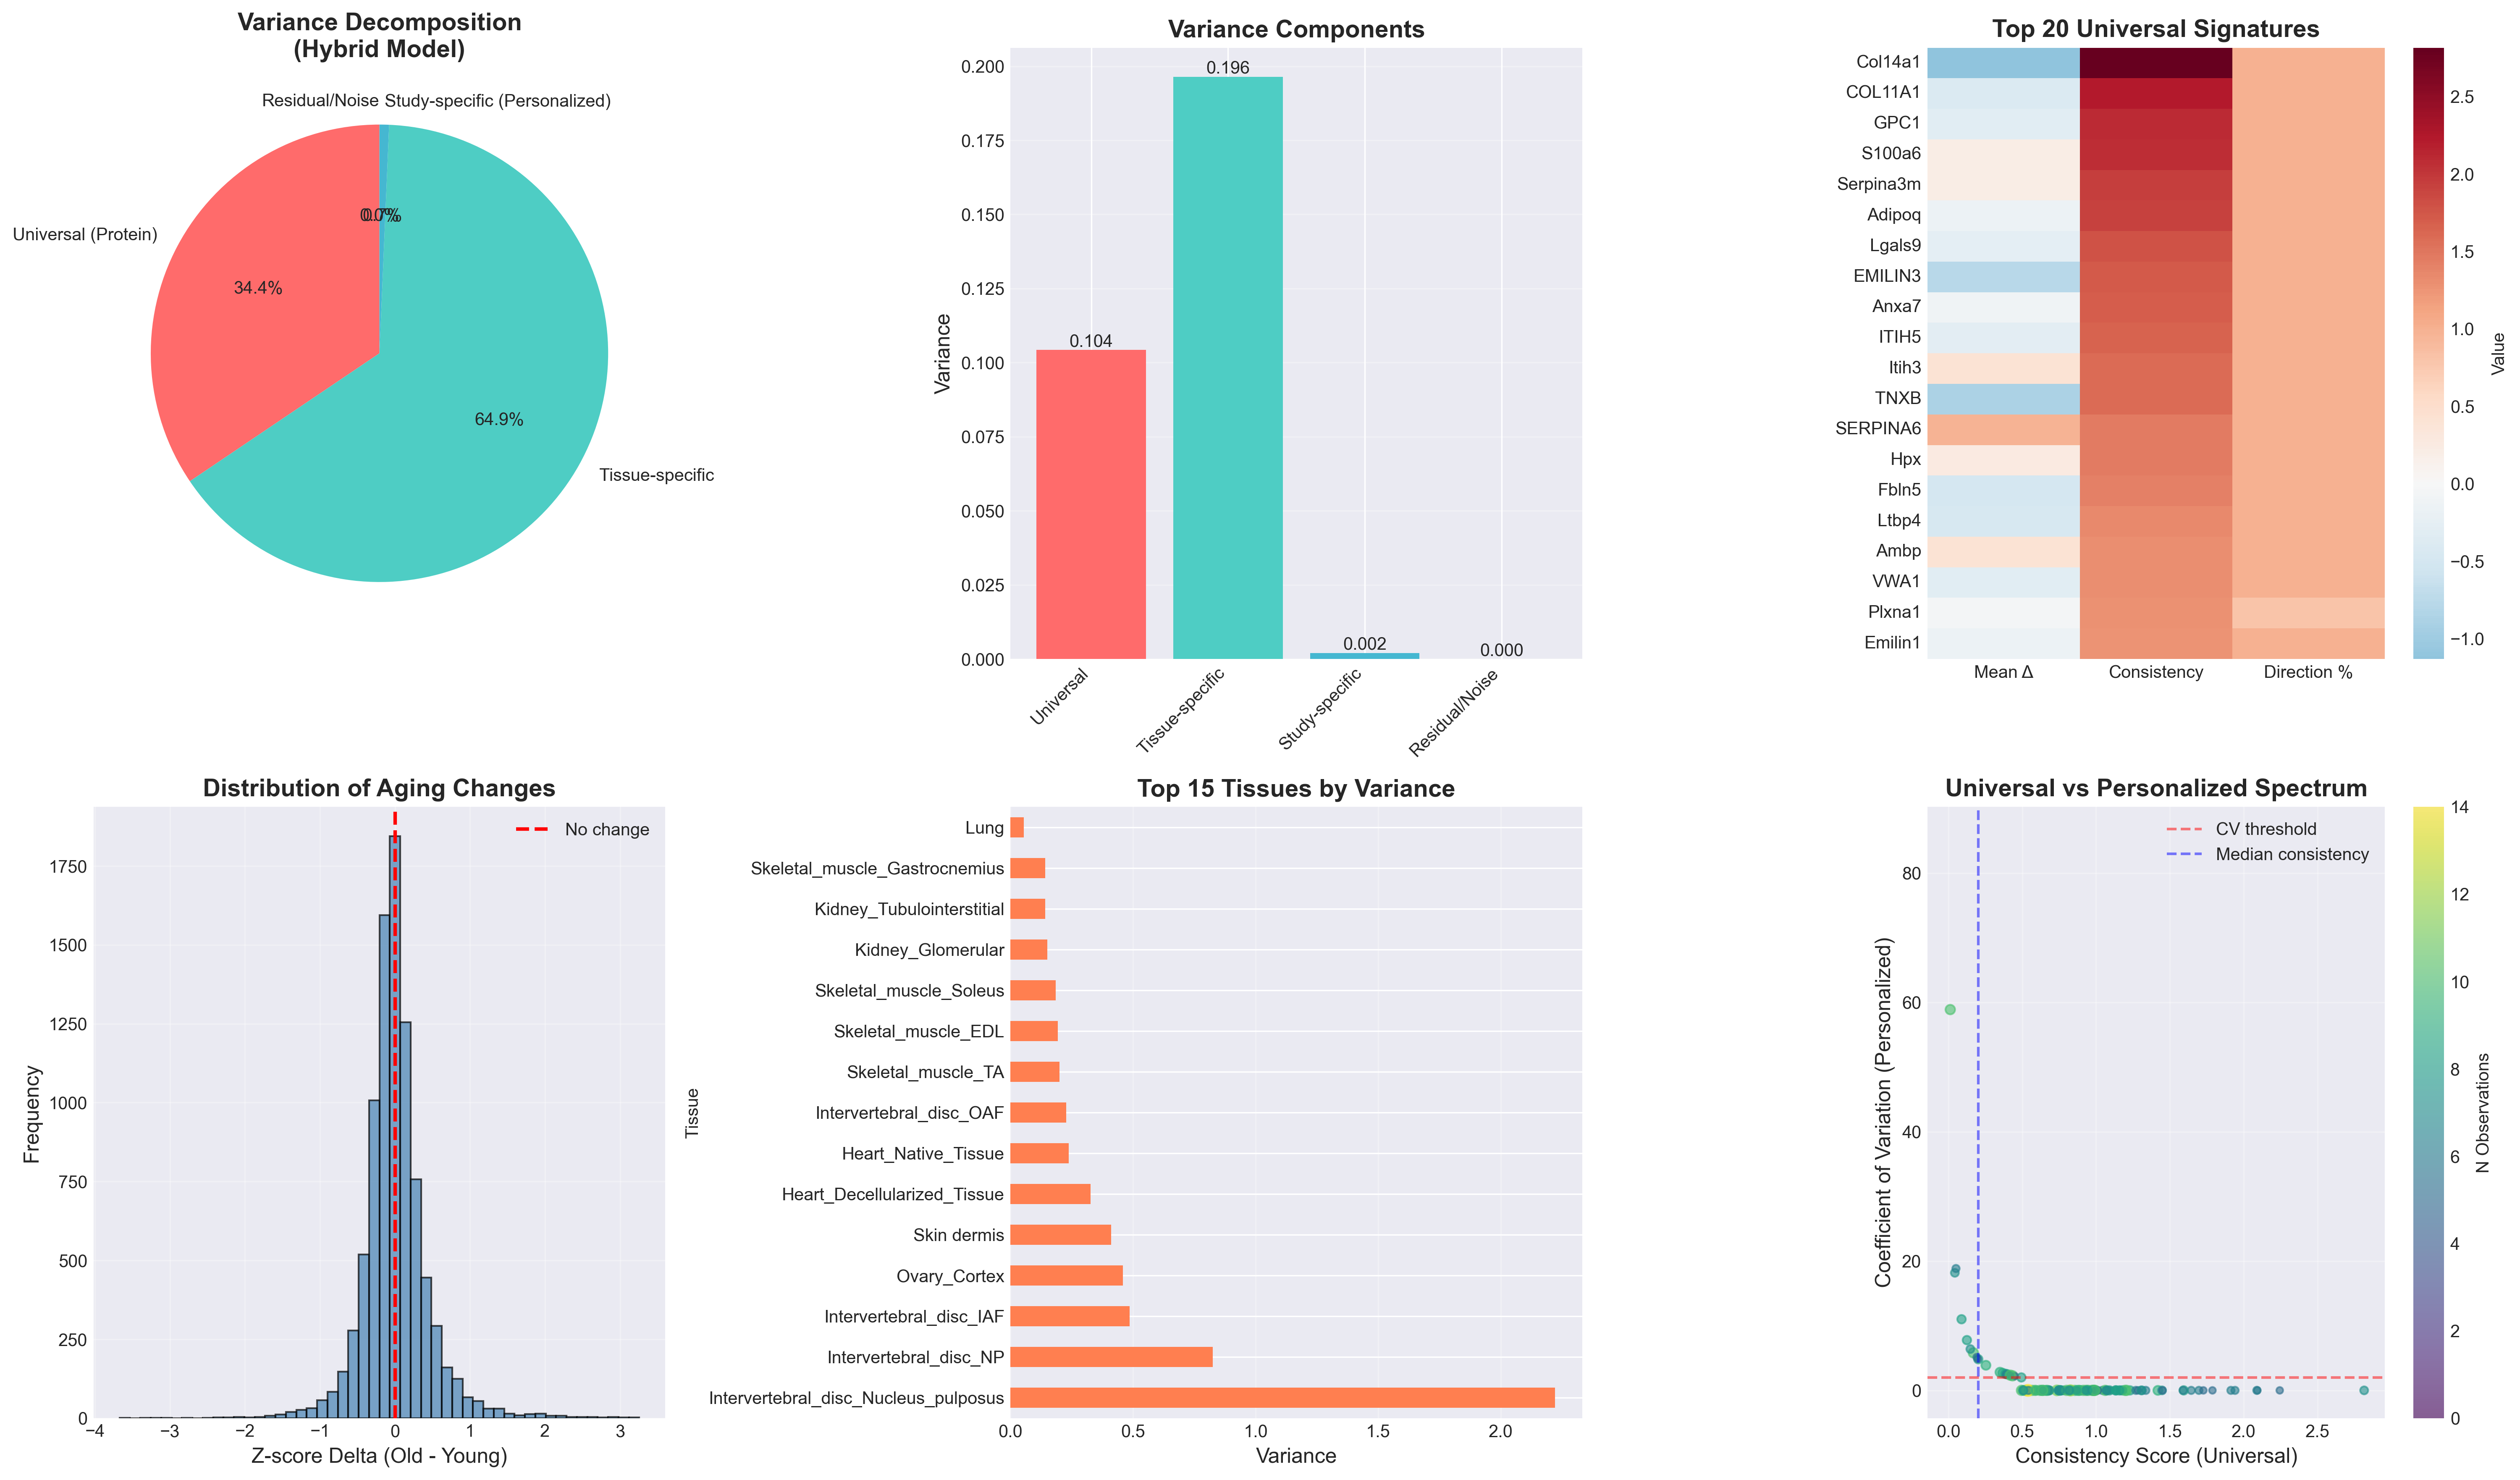 Variance Decomposition
(Hybrid Model)
Residual/Noise
Study-specific (Personalized)
Universal (Protein)
34.4%
0.7%
0.0%
64.9%
Tissue-specific
Variance Components
Variance
0.200
0.175
0.150
0.125
0.100
0.075
0.050
0.025
0.000
0.104
0.196
0.002
0.000
Universal
Tissue-specific
Study-specific
Residual/Noise
Top 20 Universal Signatures
Col14a1
COL11A1
GPC1
S100a6
Serpina3m
Adipoq
Lgals9
EMILIN3
Anxa7
ITIH5
Itih3
TNXB
SERPINA6
Hpx
Fbln5
Ltbp4
Ambp
VWA1
Plxna1
Emilin1
Mean Δ
Consistency
Direction %
2.5
2.0
1.5
1.0
0.5
0.0
−0.5
−1.0
Value
Distribution of Aging Changes
Frequency
1750
1500
1250
1000
750
500
250
0
No change
−4
−3
−2
−1
0
1
2
3
Z-score Delta (Old - Young)
Top 15 Tissues by Variance
Tissue
Lung
Skeletal_muscle_Gastrocnemius
Kidney_Tubulointerstitial
Kidney_Glomerular
Skeletal_muscle_Soleus
Skeletal_muscle_EDL
Skeletal_muscle_TA
Intervertebral_disc_OAF
Heart_Native_Tissue
Heart_Decellularized_Tissue
Skin dermis
Ovary_Cortex
Intervertebral_disc_IAF
Intervertebral_disc_NP
Intervertebral_disc_Nucleus_pulposus
0.0
0.5
1.0
1.5
2.0
Variance
Universal vs Personalized Spectrum
Coefficient of Variation (Personalized)
80
60
40
20
0
CV threshold
Median consistency
0.0
0.5
1.0
1.5
2.0
2.5
Consistency Score (Universal)
14
12
10
8
6
4
2
0
N Observations